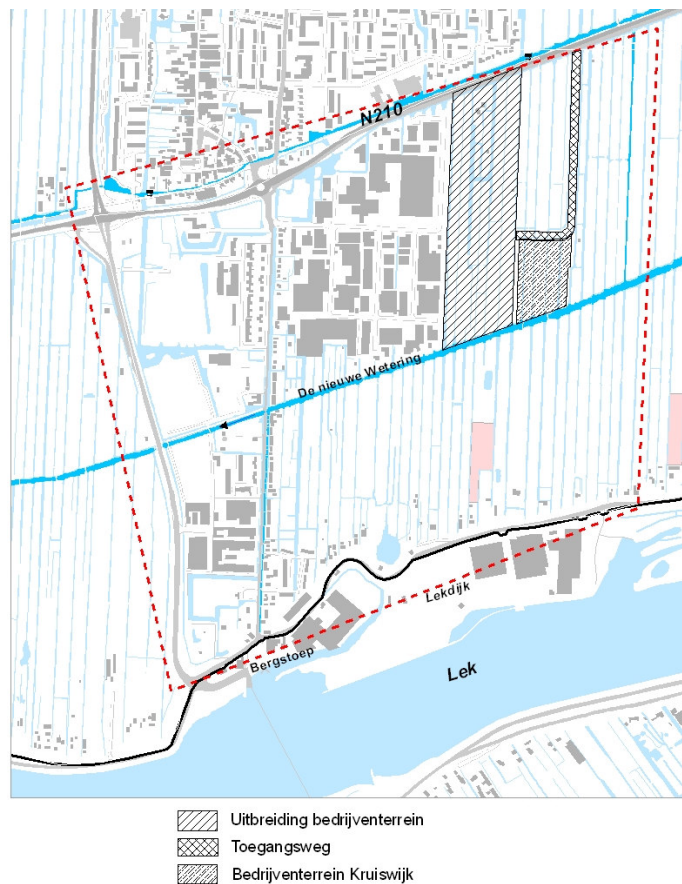 N210
De nieuwe Wetering
Lekdijk
Bergstoep
Lek
Uitbreiding bedrijventerrein
Toegangsweg
Bedrijventerrein Kruiswijk